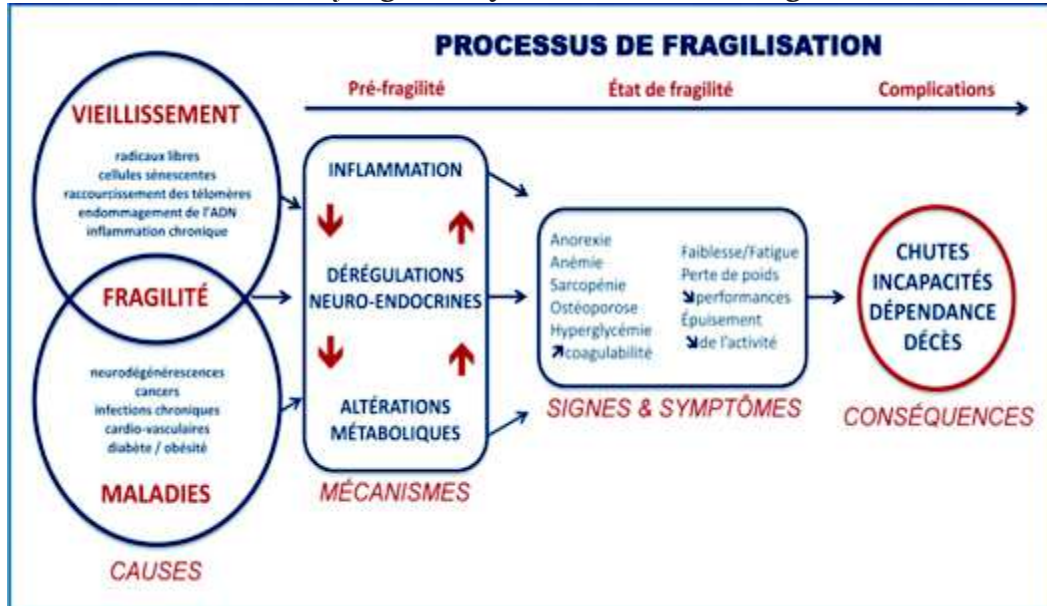 PROCESSUS DE FRAGILISATION
Pré-fragilité
État de fragilité
Complications
VIEILLISSEMENT
radicaux libres
cellules sénescentes
raccourcissement des télomères
endommagement de l'ADN
inflammation chronique
FRAGILITÉ
neurodégénérescences
cancers
infections chroniques
cardio-vasculaires
diabète / obésité
MALADIES
CAUSES
INFLAMMATION
DÉRÉGULATIONS
NEURO-ENDOCRINES
ALTÉRATIONS
MÉTABOLIQUES
MÉCANISMES
Anorexie
Anémie
Sarcopénie
Ostéoporose
Hyperglycémie
↗coagulabilité
Faiblesse/Fatigue
Perte de poids
↘performances
Épuisement
↘de l'activité
SIGNES & SYMPTÔMES
CHUTES
INCAPACITÉS
DÉPENDANCE
DÉCÈS
CONSÉQUENCES